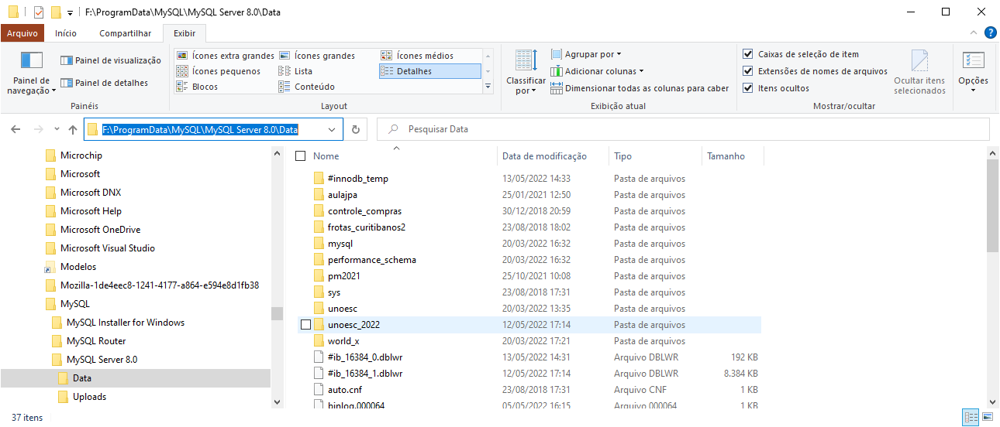 F:\ProgramData\MySQL\MySQL Server 8.0\Data
Arquivo Início Compartilhar Exibir
Painel de navegação
Painel de visualização
Painel de detalhes
Painéis
Ícones extra grandes Ícones grandes Ícones médios
Ícones pequenos Lista Detalhes
Blocos Conteúdo
Layout
Classificar por
Agrupar por
Adicionar colunas
Dimensionar todas as colunas para caber
Exibição atual
Caixas de seleção de item
Extensões de nomes de arquivos
Itens ocultos
Ocultar itens selecionados
Mostrar/ocultar
Opções
F:\ProgramData\MySQL\MySQL Server 8.0\Data
Pesquisar Data
Microchip
Microsoft
Microsoft DNX
Microsoft Help
Microsoft OneDrive
Microsoft Visual Studio
Modelos
Mozilla-1de4eec8-1241-4177-a864-e594e8d1fb38
MySQL
MySQL Installer for Windows
MySQL Router
MySQL Server 8.0
Data
Uploads
Nome Data de modificação Tipo Tamanho
#innodb_temp 13/05/2022 14:33 Pasta de arquivos
aulajpa 25/01/2021 12:50 Pasta de arquivos
controle_compras 30/12/2018 20:59 Pasta de arquivos
frotas_curitibanos2 23/08/2018 18:02 Pasta de arquivos
mysql 20/03/2022 16:32 Pasta de arquivos
performance_schema 20/03/2022 16:32 Pasta de arquivos
pm2021 25/10/2021 10:08 Pasta de arquivos
sys 23/08/2018 17:31 Pasta de arquivos
unoesc 20/03/2022 13:35 Pasta de arquivos
unoesc_2022 12/05/2022 17:14 Pasta de arquivos
world_x 20/03/2022 17:21 Pasta de arquivos
#ib_16384_0.dblwr 13/05/2022 14:31 Arquivo DBLWR 192 KB
#ib_16384_1.dblwr 12/05/2022 17:14 Arquivo DBLWR 8.384 KB
auto.cnf 23/08/2018 17:31 Arquivo CNF 1 KB
binlog.000064 05/05/2022 16:15 Arquivo 000064 1 KB
37 itens